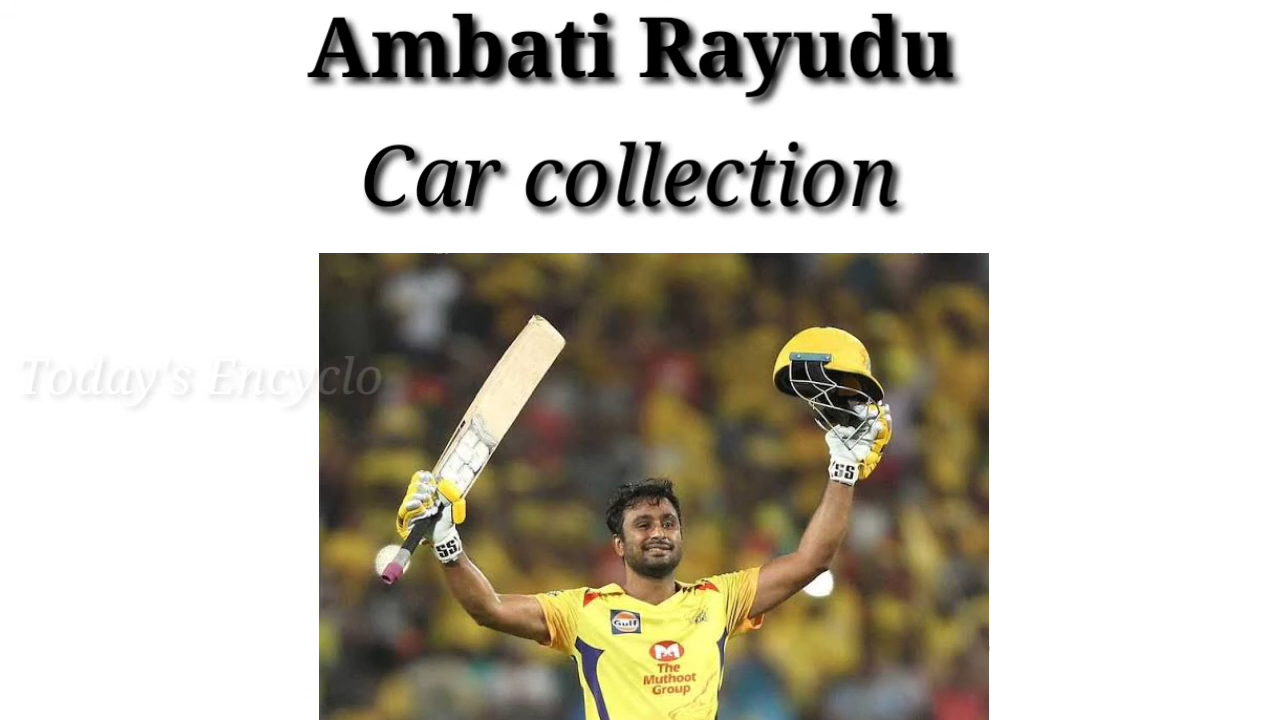 Ambati Rayudu
Car collection
Today's Encyclo
SS
SS
Gulf
The
Muthoot
Group